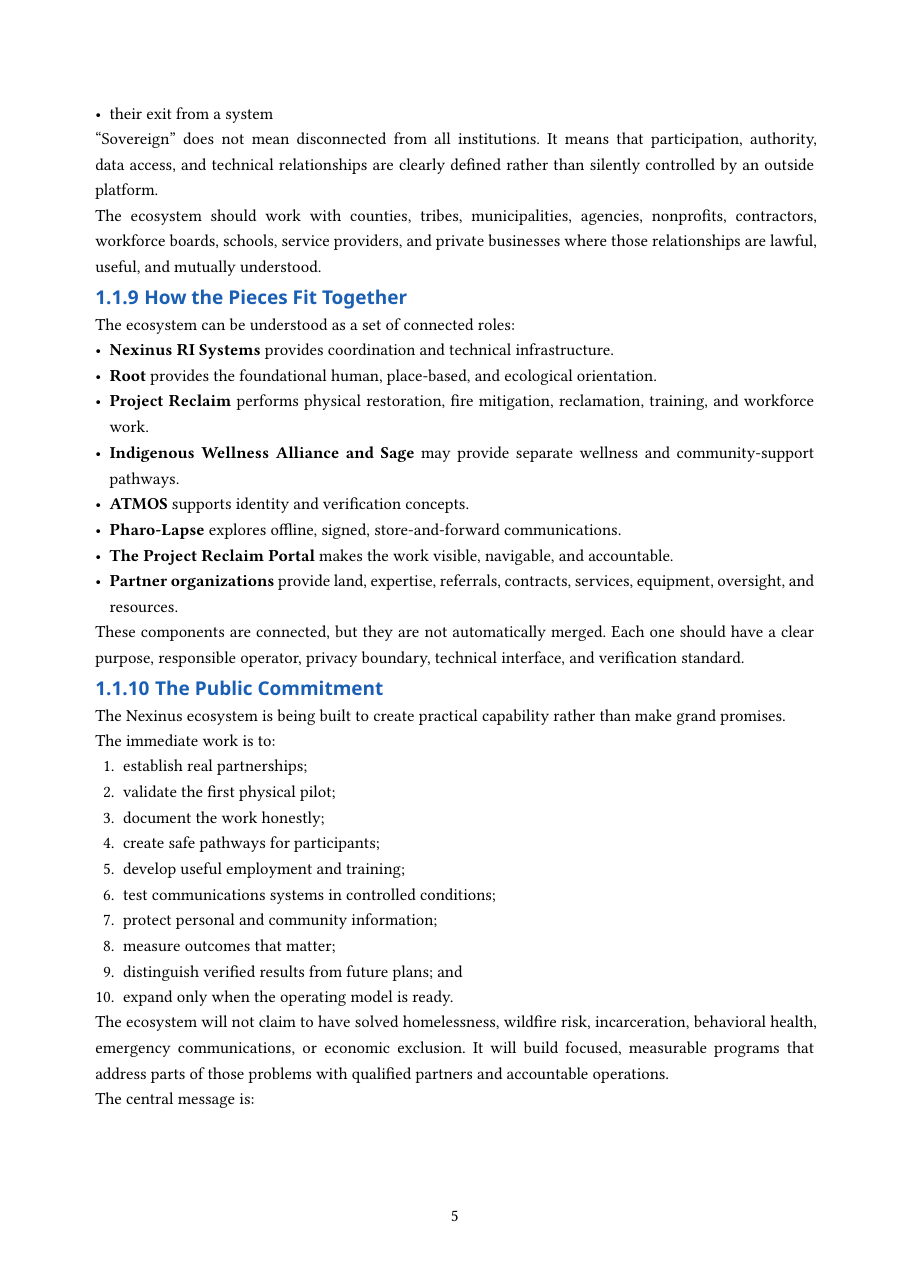 • their exit from a system
“Sovereign” does not mean disconnected from all institutions. It means that participation, authority,
data access, and technical relationships are clearly defined rather than silently controlled by an outside
platform.
The ecosystem should work with counties, tribes, municipalities, agencies, nonprofits, contractors,
workforce boards, schools, service providers, and private businesses where those relationships are lawful,
useful, and mutually understood.
1.1.9 How the Pieces Fit Together
The ecosystem can be understood as a set of connected roles:
• Nexinus RI Systems provides coordination and technical infrastructure.
• Root provides the foundational human, place-based, and ecological orientation.
• Project Reclaim performs physical restoration, fire mitigation, reclamation, training, and workforce
work.
• Indigenous Wellness Alliance and Sage may provide separate wellness and community-support
pathways.
• ATMOS supports identity and verification concepts.
• Pharo-Lapse explores offline, signed, store-and-forward communications.
• The Project Reclaim Portal makes the work visible, navigable, and accountable.
• Partner organizations provide land, expertise, referrals, contracts, services, equipment, oversight, and
resources.
These components are connected, but they are not automatically merged. Each one should have a clear
purpose, responsible operator, privacy boundary, technical interface, and verification standard.
1.1.10 The Public Commitment
The Nexinus ecosystem is being built to create practical capability rather than make grand promises.
The immediate work is to:
1. establish real partnerships;
2. validate the first physical pilot;
3. document the work honestly;
4. create safe pathways for participants;
5. develop useful employment and training;
6. test communications systems in controlled conditions;
7. protect personal and community information;
8. measure outcomes that matter;
9. distinguish verified results from future plans; and
10. expand only when the operating model is ready.
The ecosystem will not claim to have solved homelessness, wildfire risk, incarceration, behavioral health,
emergency communications, or economic exclusion. It will build focused, measurable programs that
address parts of those problems with qualified partners and accountable operations.
The central message is:
5